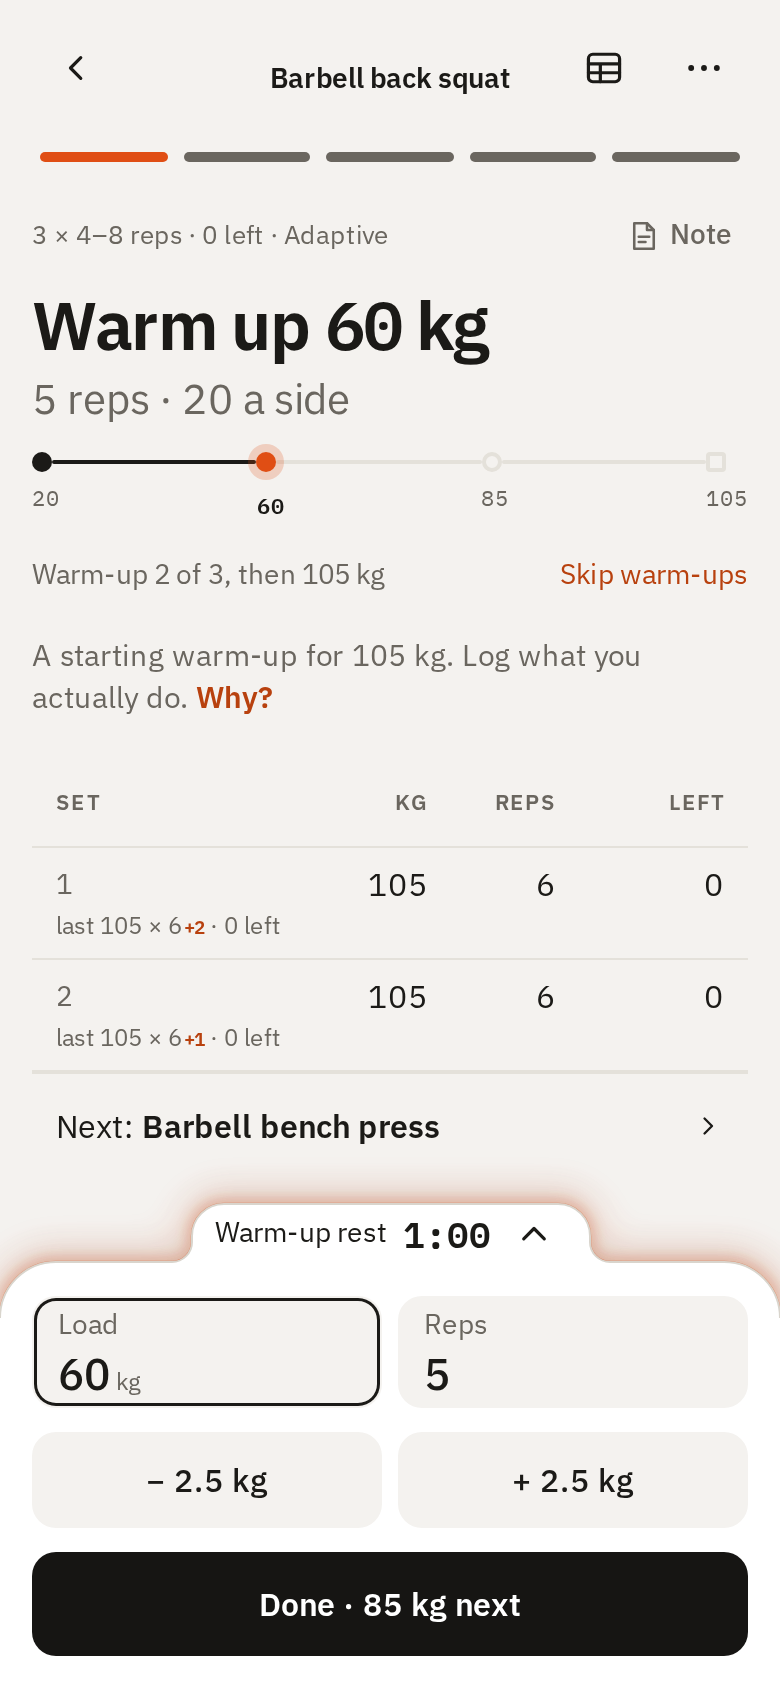 Barbell back squat
3 × 4–8 reps · 0 left · Adaptive
Note
Warm up 60 kg
5 reps · 20 a side
20 60 85 105
Warm-up 2 of 3, then 105 kg
Skip warm-ups
A starting warm-up for 105 kg. Log what you
actually do. Why?
SET KG REPS LEFT
1 105 6 0
last 105 × 6 +2 · 0 left
2 105 6 0
last 105 × 6 +1 · 0 left
Next: Barbell bench press
Warm-up rest 1:00
Load Reps
60 kg 5
– 2.5 kg + 2.5 kg
Done · 85 kg next